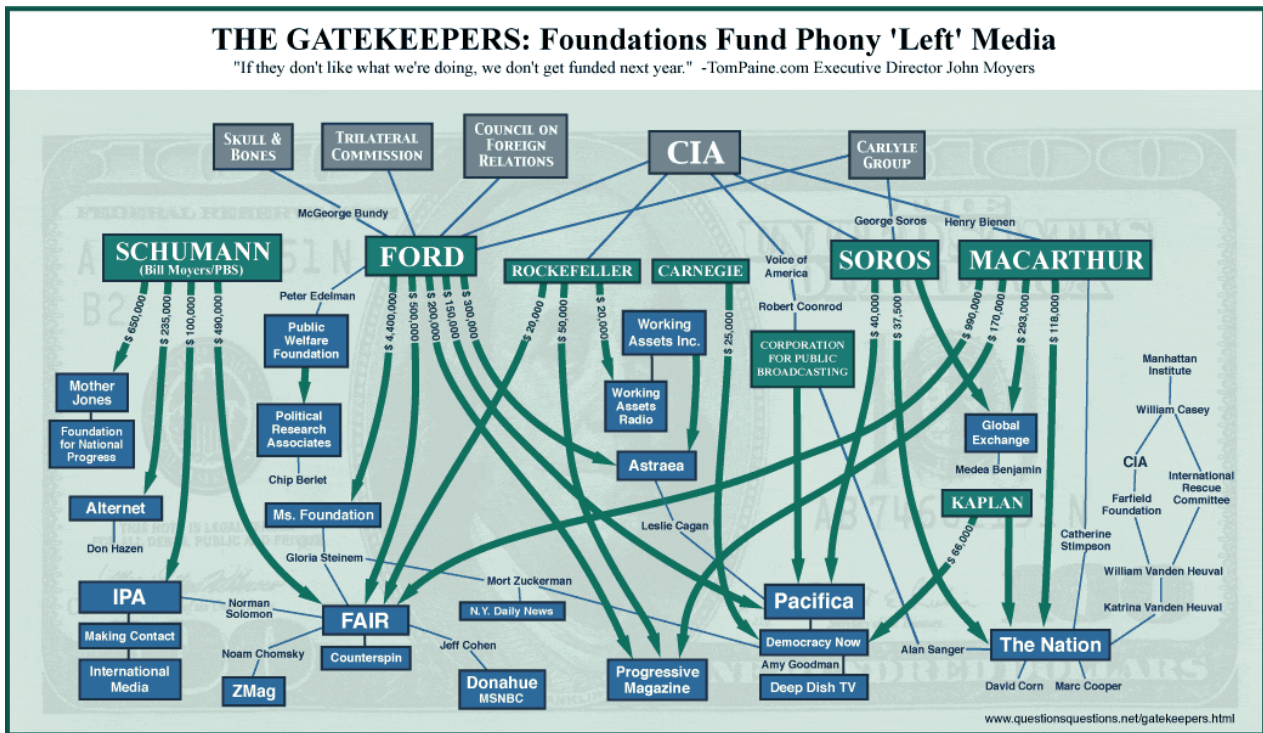 THE GATEKEEPERS: Foundations Fund Phony 'Left' Media
"If they don't like what we're doing, we don't get funded next year." -TomPaine.com Executive Director John Moyers
SKULL &
BONES
TRILATERAL
COMMISSION
COUNCIL ON
FOREIGN
RELATIONS
CIA
CARLYLE
GROUP
McGeorge Bundy
George Soros
Henry Bienen
SCHUMANN
(Bill Moyers/PBS)
FORD
ROCKEFELLER
CARNEGIE
Voice of
America
SOROS
MACARTHUR
$ 650,000
$ 235,000
$ 100,000
$ 490,000
Peter Edelman
$ 4,400,000
$ 500,000
$ 200,000
$ 150,000
$ 300,000
$ 20,000
$ 50,000
$ 20,000
$ 25,000
Robert Coonrod
$ 40,000
$ 37,500
$ 990,000
$ 170,000
$ 293,000
$ 118,000
Public
Welfare
Foundation
Working
Assets Inc.
CORPORATION
FOR PUBLIC
BROADCASTING
Manhattan
Institute
Mother
Jones
Foundation
for National
Progress
Political
Research
Associates
Chip Berlet
Working
Assets
Radio
William Casey
Global
Exchange
Medea Benjamin
CIA
International
Rescue
Committee
Farfield
Foundation
Astraea
KAPLAN
$ 66,000
Alternet
Don Hazen
Ms. Foundation
Gloria Steinem
Leslie Cagan
Catherine
Stimpson
William Vanden Heuval
Katrina Vanden Heuval
Mort Zuckerman
N.Y. Daily News
IPA
Making Contact
International
Media
Norman
Solomon
FAIR
Counterspin
Noam Chomsky
ZMag
Jeff Cohen
Donahue
MSNBC
Progressive
Magazine
Pacifica
Democracy Now
Amy Goodman
Deep Dish TV
Alan Sanger
The Nation
David Corn
Marc Cooper
www.questionsquestions.net/gatekeepers.html